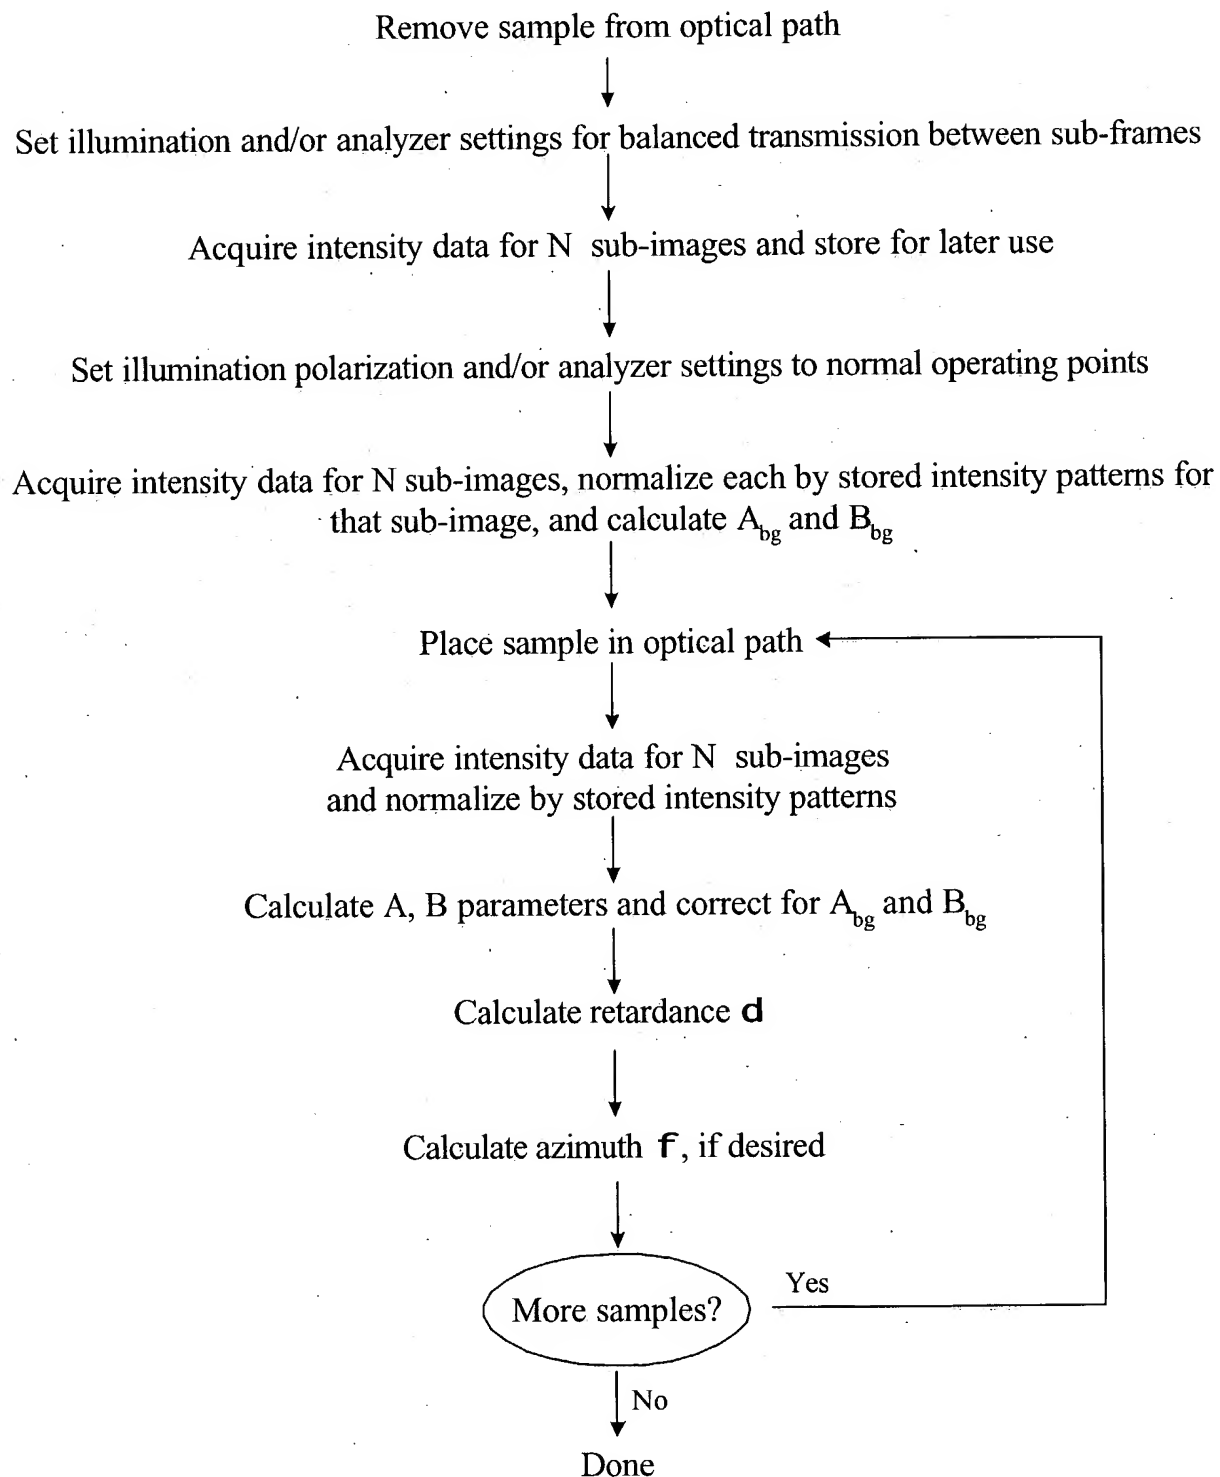 Remove sample from optical path
Set illumination and/or analyzer settings for balanced transmission between sub-frames
Acquire intensity data for N sub-images and store for later use
Set illumination polarization and/or analyzer settings to normal operating points
Acquire intensity data for N sub-images, normalize each by stored intensity patterns for
that sub-image, and calculate A_bg and B_bg
Place sample in optical path
Acquire intensity data for N sub-images
and normalize by stored intensity patterns
Calculate A, B parameters and correct for A_bg and B_bg
Calculate retardance d
Calculate azimuth f, if desired
More samples?
Yes
No
Done